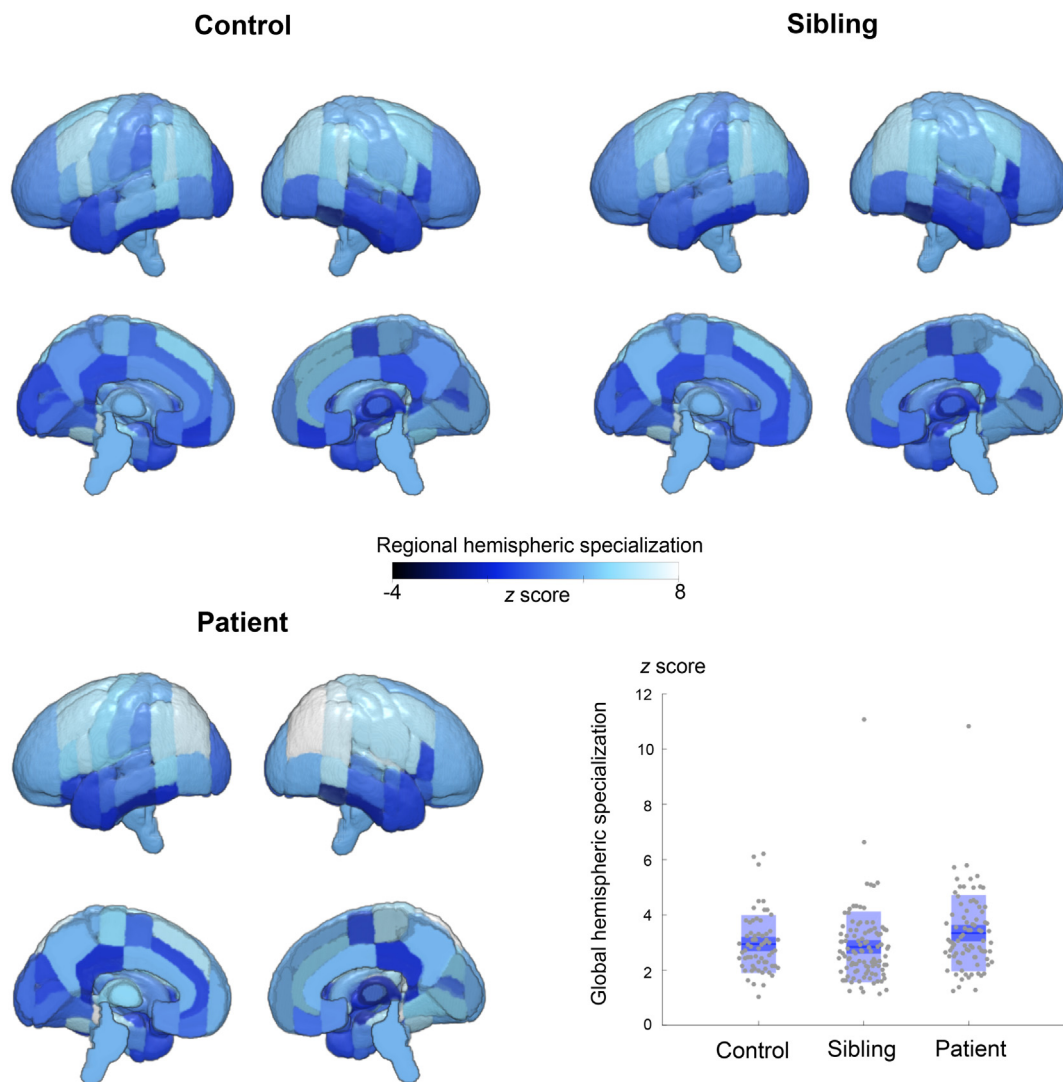 Control
Sibling
Regional hemispheric specialization
-4
z score
8
Patient
z score
Global hemispheric specialization
12
10
8
6
4
2
0
Control Sibling Patient